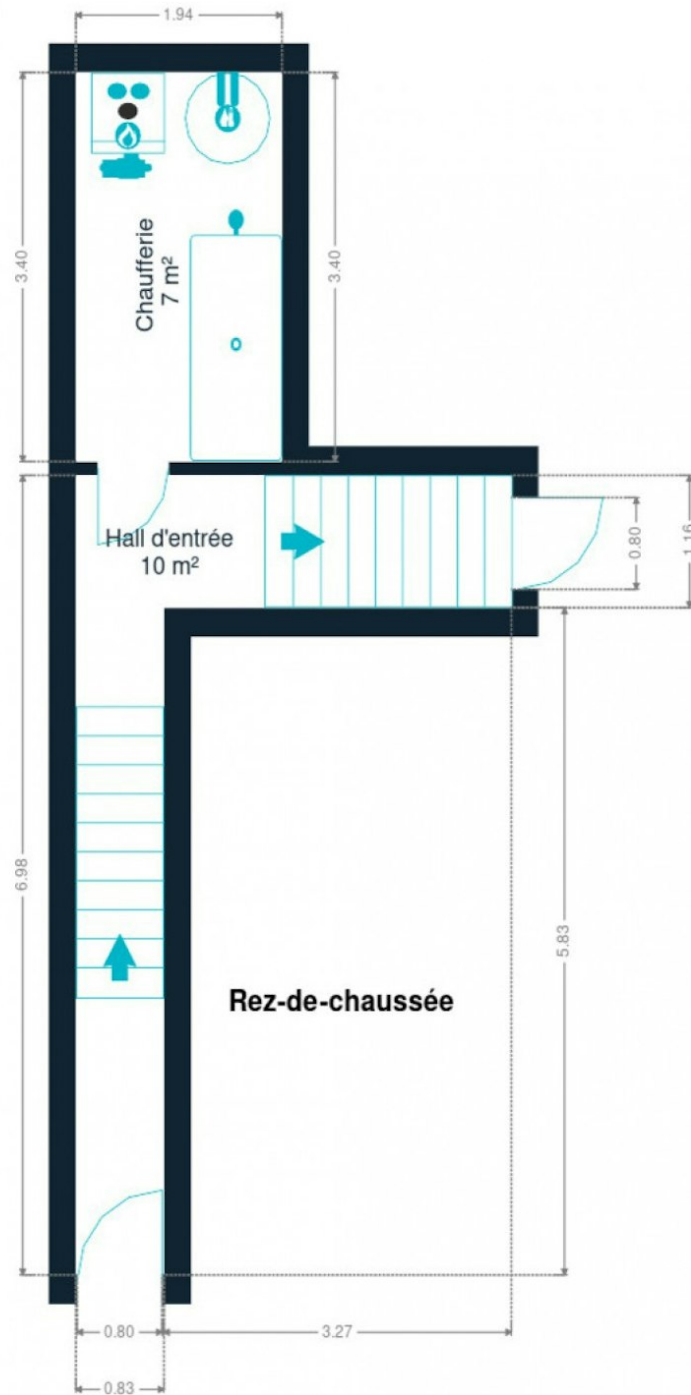 1.94
3.40
3.40
Chaufferie
7 m²
Hall d'entrée
10 m²
0.80
1.16
6.98
5.83
Rez-de-chaussée
0.80
3.27
0.83